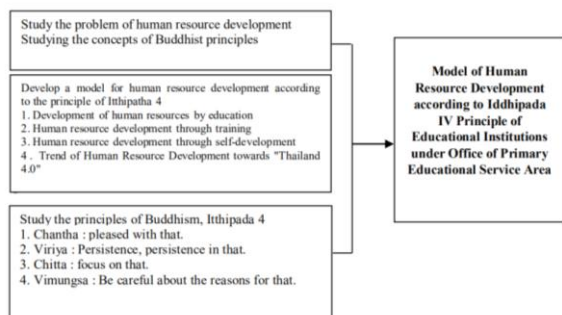 Study the problem of human resource development
Studying the concepts of Buddhist principles
Develop a model for human resource development according
to the principle of Itthipatha 4
1. Development of human resources by education
2. Human resource development through training
3. Human resource development through self-development
4 . Trend of Human Resource Development towards "Thailand
4.0"
Study the principles of Buddhism, Itthipada 4
1. Chantha : pleased with that.
2. Viriya : Persistence, persistence in that.
3. Chitta : focus on that.
4. Vimungsa : Be careful about the reasons for that.
Model of Human
Resource Development
according to Iddhipada
IV Principle of
Educational Institutions
under Office of Primary
Educational Service Area